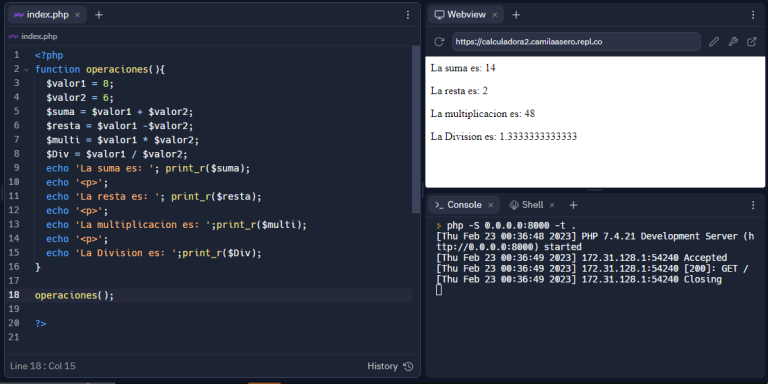 php index.php
php index.php
1 <?php
2 function operaciones(){
3 $valor1 = 8;
4 $valor2 = 6;
5 $suma = $valor1 + $valor2;
6 $resta = $valor1 -$valor2;
7 $multi = $valor1 * $valor2;
8 $Div = $valor1 / $valor2;
9 echo 'La suma es: '; print_r($suma);
10 echo '<p>';
11 echo 'La resta es: '; print_r($resta);
12 echo '<p>';
13 echo 'La multiplicacion es: ';print_r($multi);
14 echo '<p>';
15 echo 'La Division es: ';print_r($Div);
16 }
17
18 operaciones();
19
20 ?>
21
Line 18 : Col 15
History
Webview
https://calculadora2.camilaasero.repl.co
La suma es: 14
La resta es: 2
La multiplicacion es: 48
La Division es: 1.3333333333333
Console
Shell
php -S 0.0.0.0:8000 -t .
[Thu Feb 23 00:36:48 2023] PHP 7.4.21 Development Server (h
ttp://0.0.0.0:8000) started
[Thu Feb 23 00:36:49 2023] 172.31.128.1:54240 Accepted
[Thu Feb 23 00:36:49 2023] 172.31.128.1:54240 [200]: GET /
[Thu Feb 23 00:36:49 2023] 172.31.128.1:54240 Closing